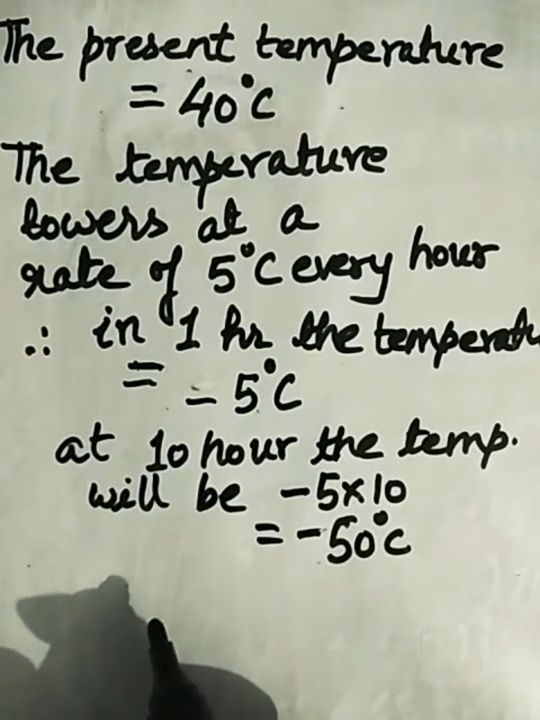 The present temperature
= 40°C
The temperature
lowers at a
rate of 5°C every hour
∴ in 1 hr the temperatu
= - 5°C
at 10 hour the temp.
will be -5×10
= -50°C